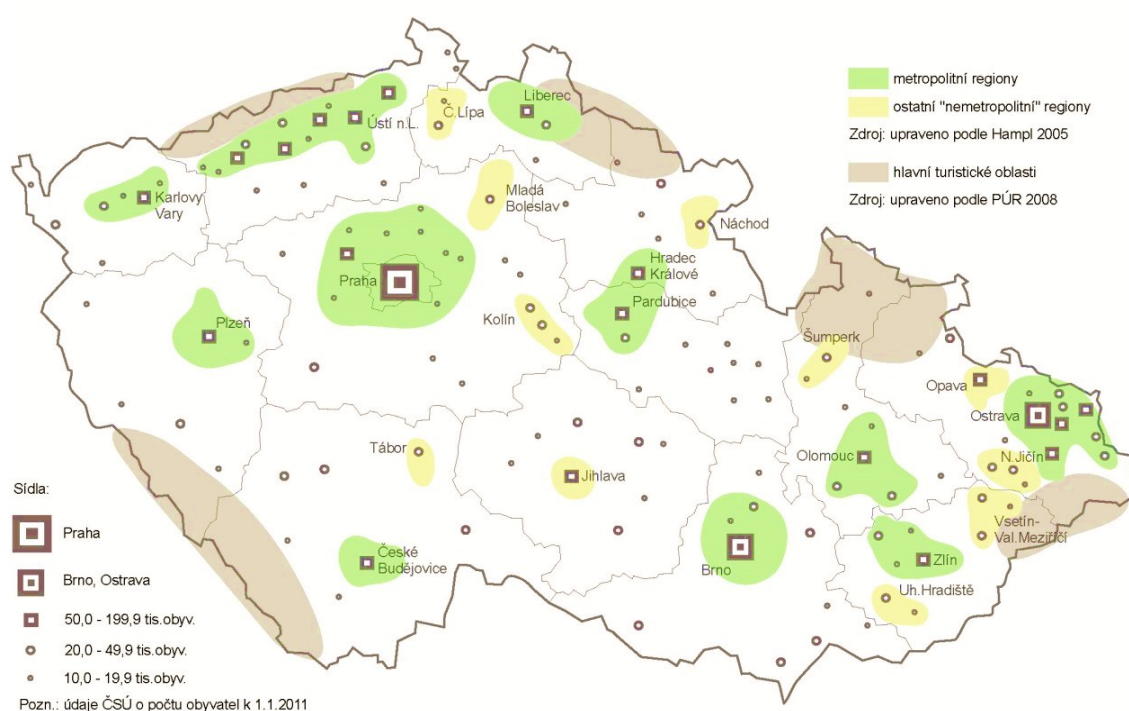 metropolitní regiony
ostatní "nemetropolitní" regiony
Zdroj: upraveno podle Hampl 2005
hlavní turistické oblasti
Zdroj: upraveno podle PÚR 2008
Liberec
Č.Lípa
Ústí n.L.
Karlovy
Vary
Mladá
Boleslav
Náchod
Hradec
Králové
Praha
Pardubice
Kolín
Plzeň
Šumperk
Opava
Ostrava
Tábor
Jihlava
Olomouc
N.Jičín
Vsetín-
Val.Meziříčí
České
Budějovice
Brno
Zlín
Uh.Hradiště
Sídla:
Praha
Brno, Ostrava
50,0 - 199,9 tis.obyv.
20,0 - 49,9 tis.obyv.
10,0 - 19,9 tis.obyv.
Pozn.: údaje ČSÚ o počtu obyvatel k 1.1.2011